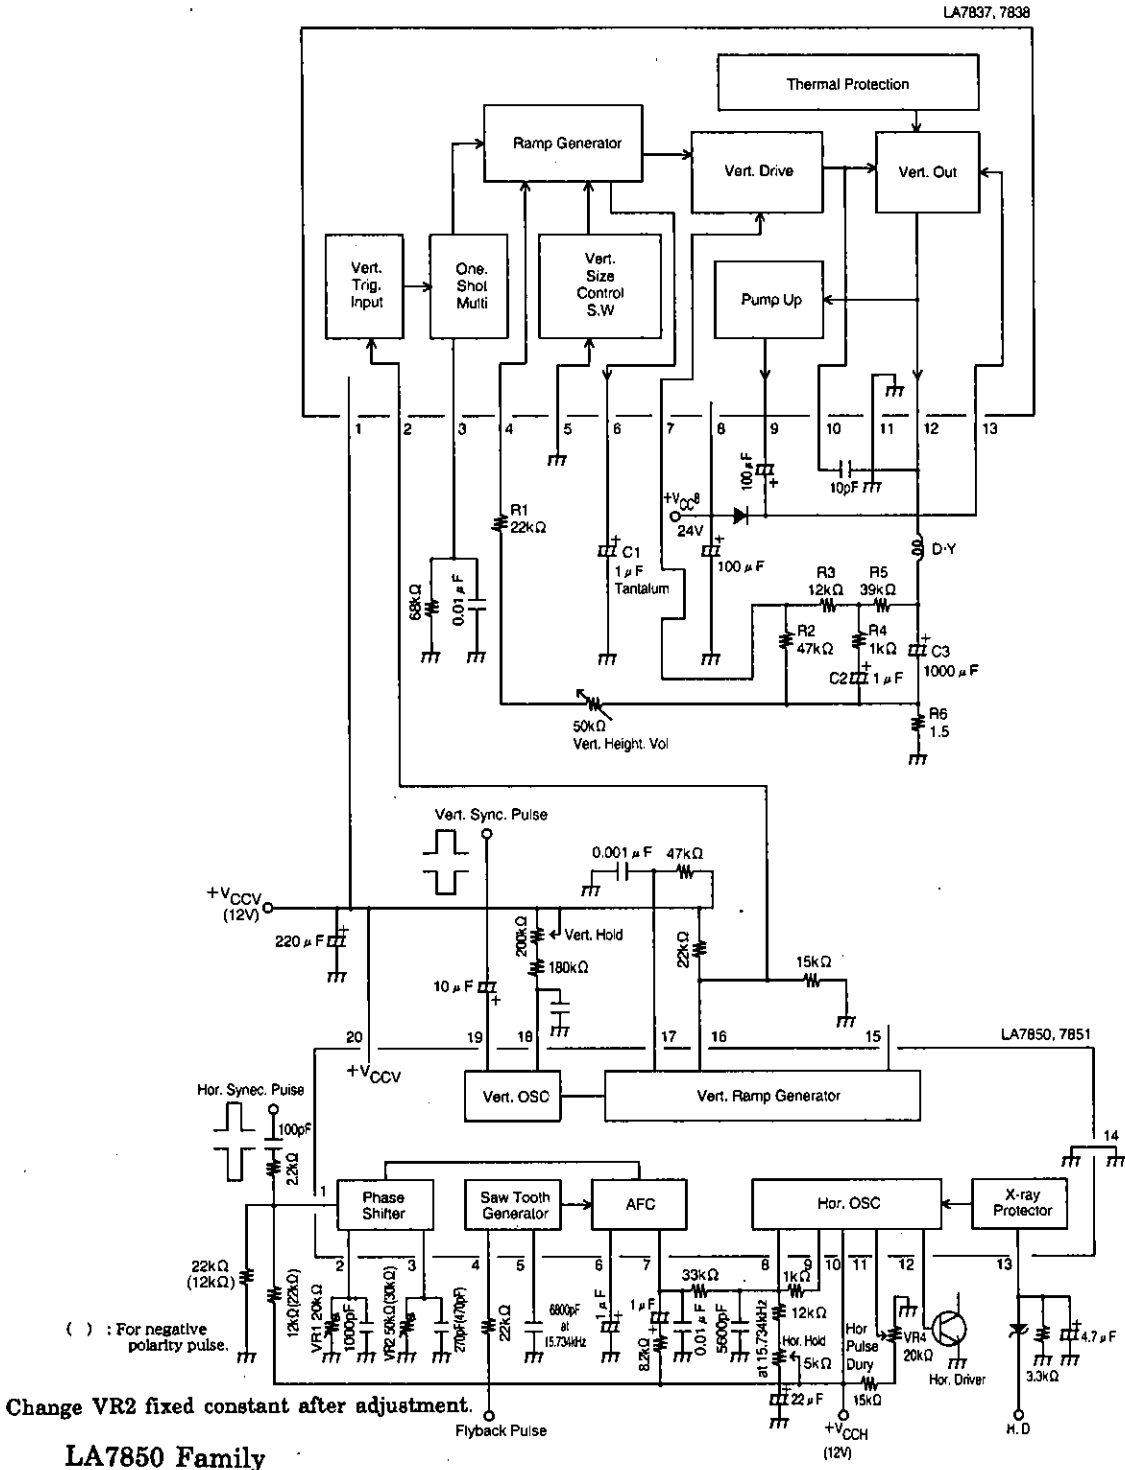 LA7837, 7838
Thermal Protection
Ramp Generator
Vert. Drive
Vert. Out
Vert.
Trig.
Input
One.
Shot
Multi
Vert.
Size
Control
S.W
Pump Up
1
2
3
4
5
6
7
8
9
10
11
12
13
100μF
+
10pF
+VCC8
24V
R1
22kΩ
+
C1
1μF
Tantalum
+
100μF
D·Y
68kΩ
0.01μF
R3
12kΩ
R5
39kΩ
R2
47kΩ
R4
1kΩ
+
C2
1μF
+
C3
1000μF
R6
1.5
50kΩ
Vert. Height. Vol
Vert. Sync. Pulse
0.001μF
47kΩ
+VCCV
(12V)
220μF
+
200kΩ
Vert. Hold
180kΩ
22kΩ
15kΩ
10μF
+
20
19
18
17
16
15
LA7850, 7851
+VCCV
Vert. OSC
Vert. Ramp Generator
Hor. Synec. Pulse
100pF
2.2kΩ
14
1
Phase
Shifter
Saw Tooth
Generator
AFC
Hor. OSC
X-ray
Protector
2
3
4
5
6
7
8
9
10
11
12
13
22kΩ
(12kΩ)
12kΩ(22kΩ)
VR1 20kΩ
1000pF
VR2 50kΩ(30kΩ)
270pF(470pF)
22kΩ
6800pF
at
15.734kHz
1μF
+
1μF
+
8.2kΩ
33kΩ
0.01μF
5600pF
1kΩ
12kΩ
at 15.734kHz
Hor. Hold
5kΩ
+
22μF
Hor
Pulse
Dury
VR4
20kΩ
15kΩ
Hor. Driver
3.3kΩ
+
4.7μF
( ) : For negative
polarity pulse.
Change VR2 fixed constant after adjustment.
Flyback Pulse
+VCCH
(12V)
H.D
LA7850 Family